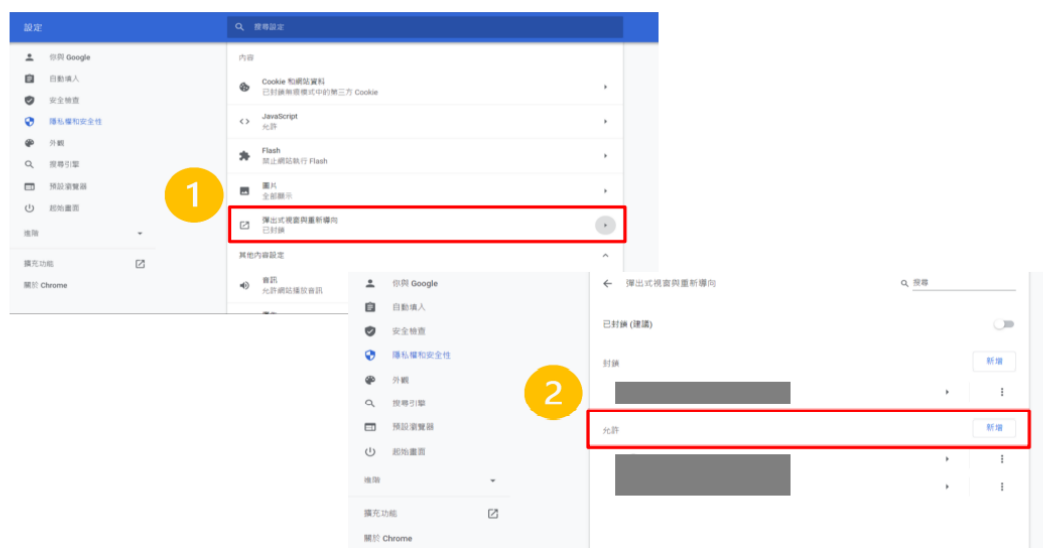 設定
搜尋設定
你與 Google
自動填入
安全檢查
隱私權和安全性
外觀
搜尋引擎
預設瀏覽器
起始畫面
進階
擴充功能
關於 Chrome
內容
Cookie 和網站資料
已封鎖無痕模式中的第三方 Cookie
JavaScript
允許
Flash
禁止網站執行 Flash
圖片
全部顯示
彈出式視窗與重新導向
已封鎖
其他內容設定
音訊
允許網站播放音訊
1
你與 Google
自動填入
安全檢查
隱私權和安全性
外觀
搜尋引擎
預設瀏覽器
起始畫面
進階
擴充功能
關於 Chrome
彈出式視窗與重新導向
搜尋
已封鎖 (建議)
封鎖
新增
2
允許
新增